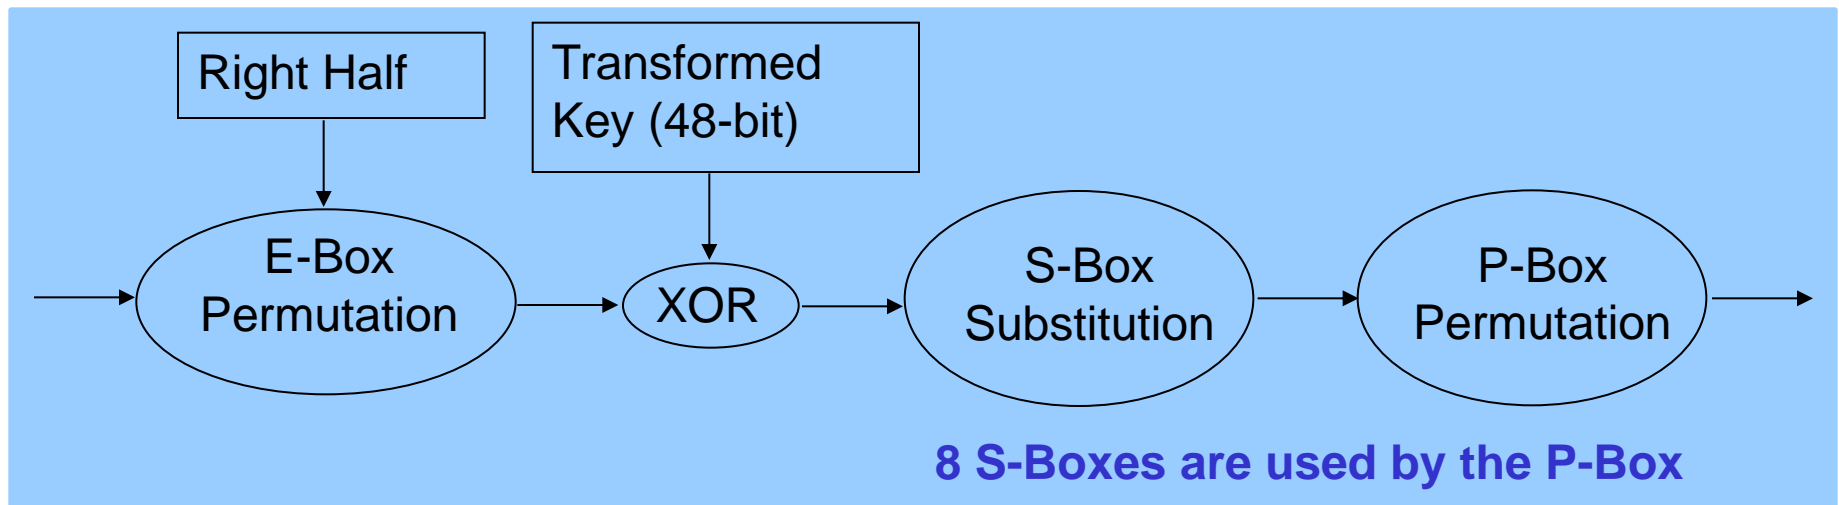 Right Half
Transformed
Key (48-bit)
E-Box
Permutation
XOR
S-Box
Substitution
P-Box
Permutation
8 S-Boxes are used by the P-Box